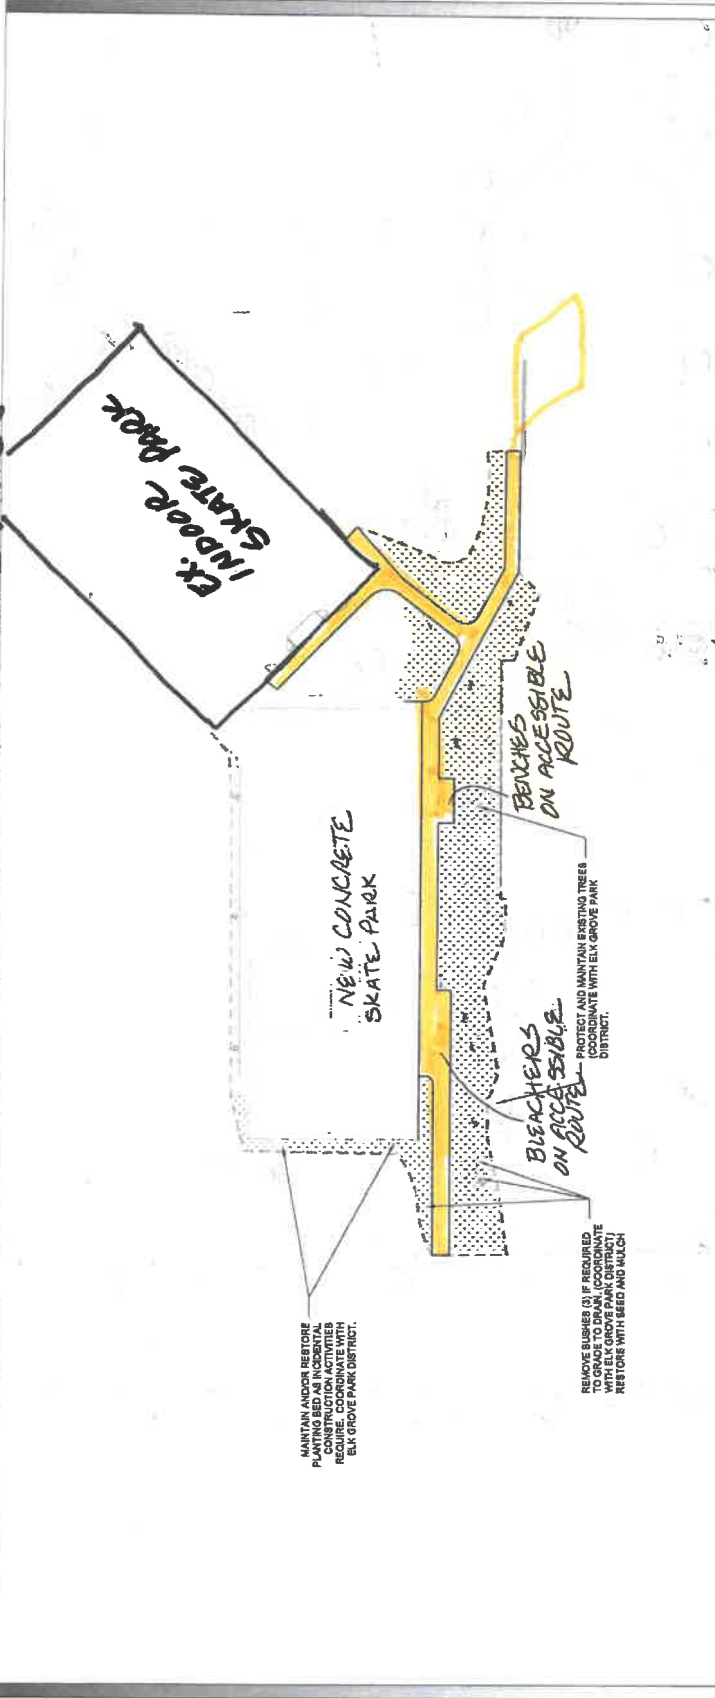 EX.
INDOOR
SKATE PARK
NEW CONCRETE
SKATE PARK
BENCHES
ON ACCESSIBLE
ROUTE
BLEACHERS
ON ACCESSIBLE
ROUTE
PROTECT AND MAINTAIN EXISTING TREES
(COORDINATE WITH ELK GROVE PARK
DISTRICT.
MAINTAIN AND/OR RESTORE
PLANTING BED AS INCIDENTAL
CONSTRUCTION ACTIVITIES
REQUIRE. COORDINATE WITH
ELK GROVE PARK DISTRICT.
REMOVE BUSHES (3) IF REQUIRED
TO GRADE TO DRAIN. (COORDINATE
WITH ELK GROVE PARK DISTRICT)
RESTORE WITH SEED AND MULCH